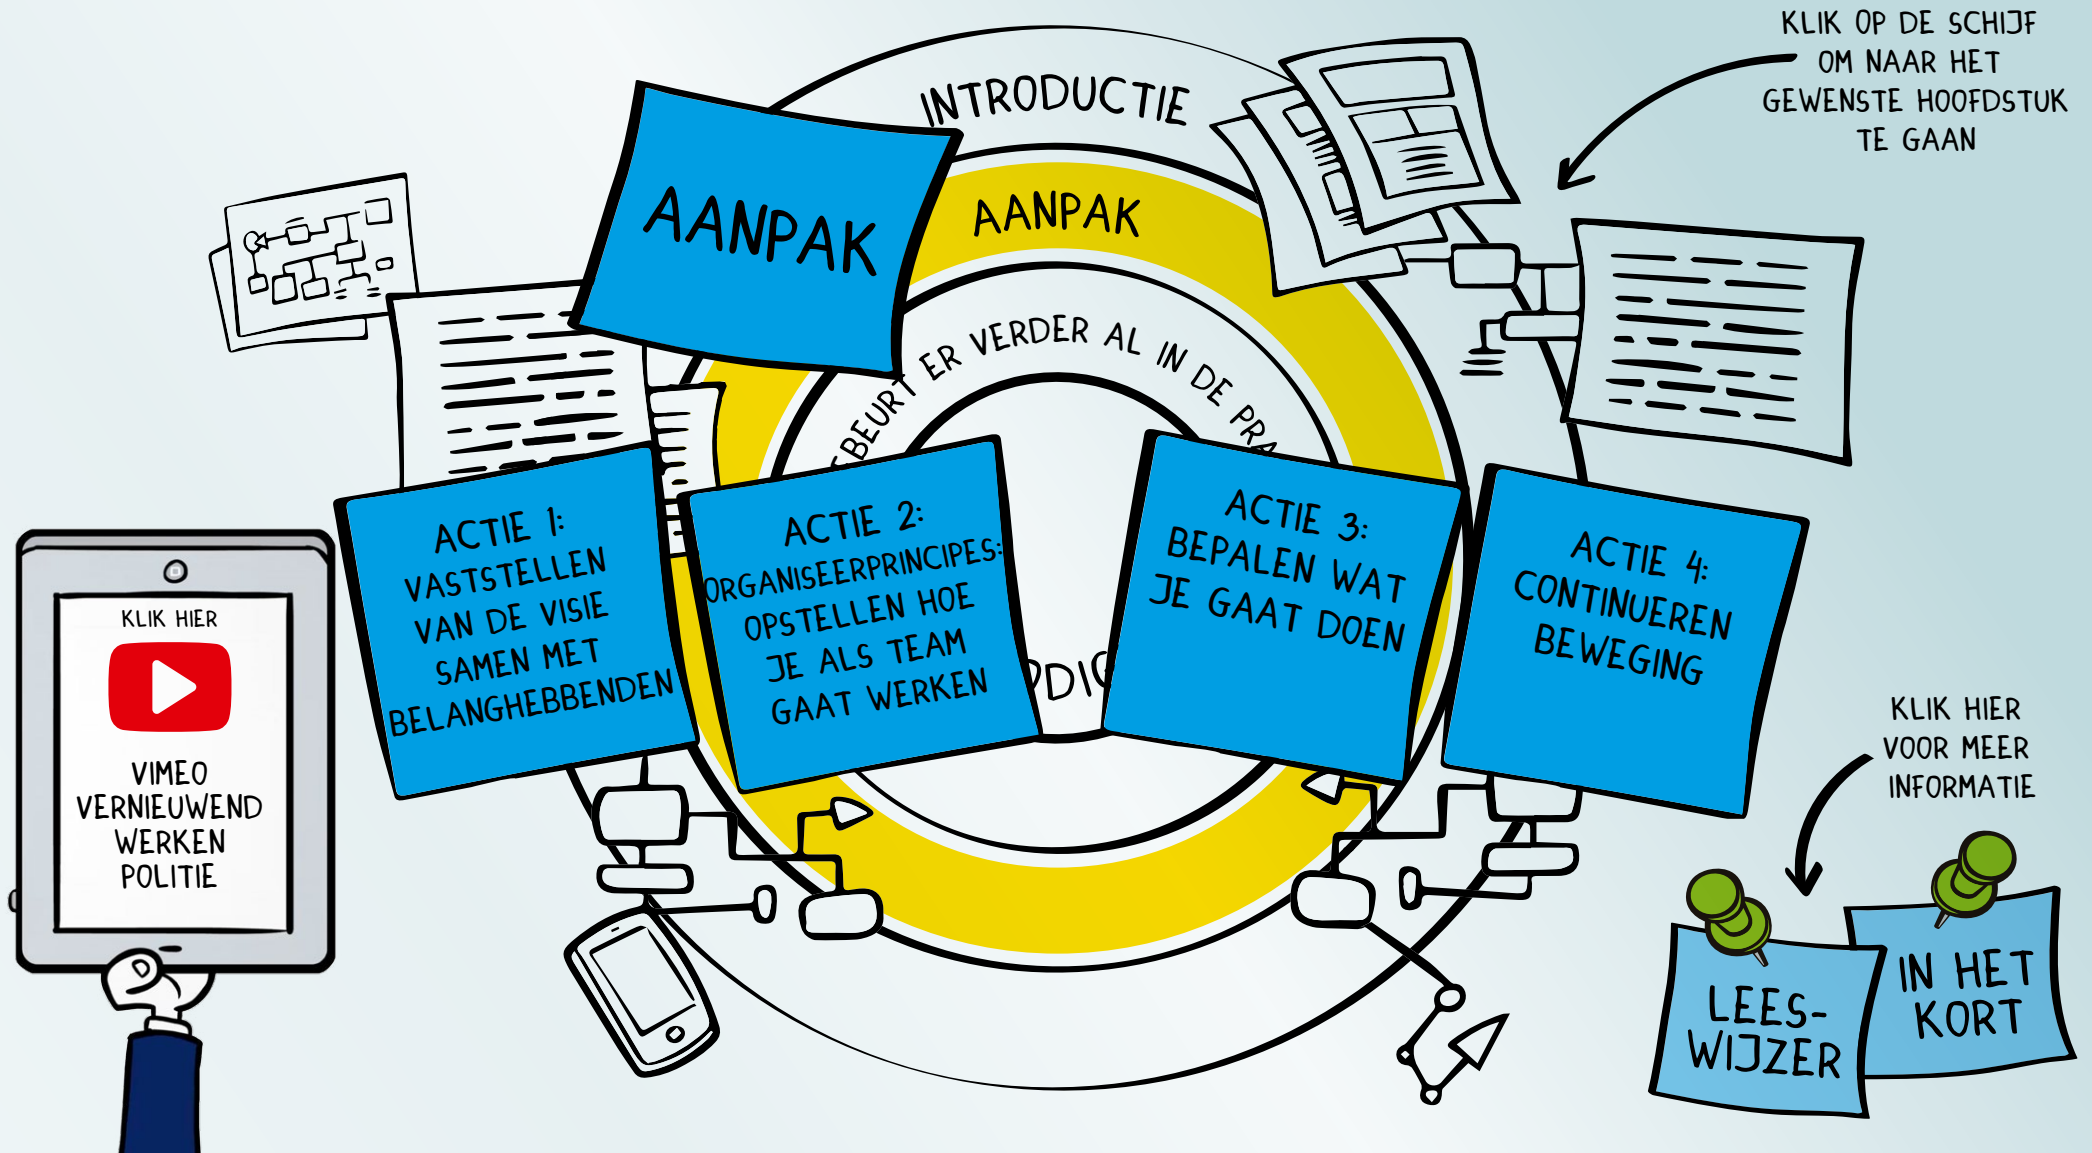 KLIK OP DE SCHIJF
OM NAAR HET
GEWENSTE HOOFDSTUK
TE GAAN
INTRODUCTIE
AANPAK
AANPAK
ER VERDER AL IN DE
ACTIE 1:
VASTSTELLEN
VAN DE VISIE
SAMEN MET
BELANGHEBBENDEN
ACTIE 2:
ORGANISEERPRINCIPES:
OPSTELLEN HOE
JE ALS TEAM
GAAT WERKEN
ACTIE 3:
BEPALEN WAT
JE GAAT DOEN
ACTIE 4:
CONTINUEREN
BEWEGING
KLIK HIER
VIMEO
VERNIEUWEND
WERKEN
POLITIE
KLIK HIER
VOOR MEER
INFORMATIE
LEES-
WIJZER
IN HET
KORT